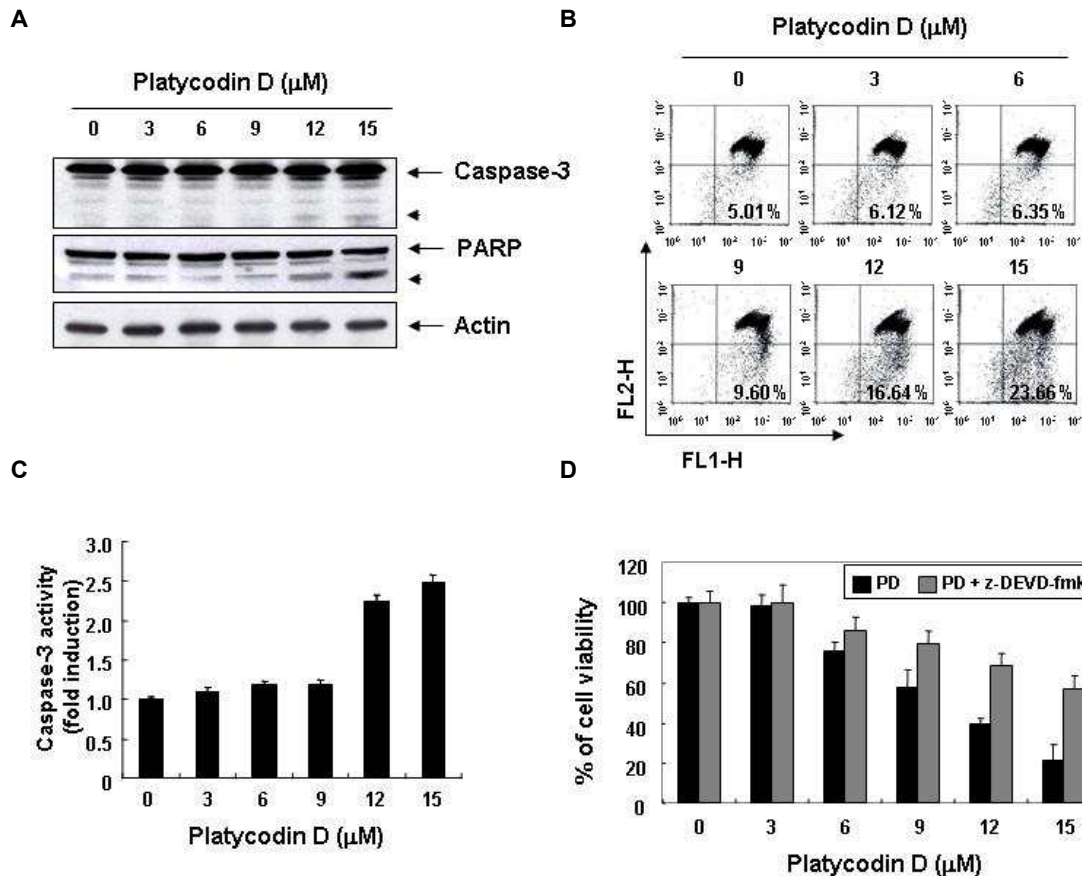 A
Platycodin D (μM)
0 3 6 9 12 15
Caspase-3
PARP
Actin
B
Platycodin D (μM)
0 3 6
5.01 % 6.12 % 6.35 %
9 12 15
9.60 % 16.64 % 23.66 %
FL2-H
FL1-H
C
Caspase-3 activity
(fold induction)
3.0
2.5
2.0
1.5
1.0
0.5
0
0 3 6 9 12 15
Platycodin D (μM)
D
% of cell viability
120
100
80
60
40
20
0
PD PD + z-DEVD-fmk
0 3 6 9 12 15
Platycodin D (μM)